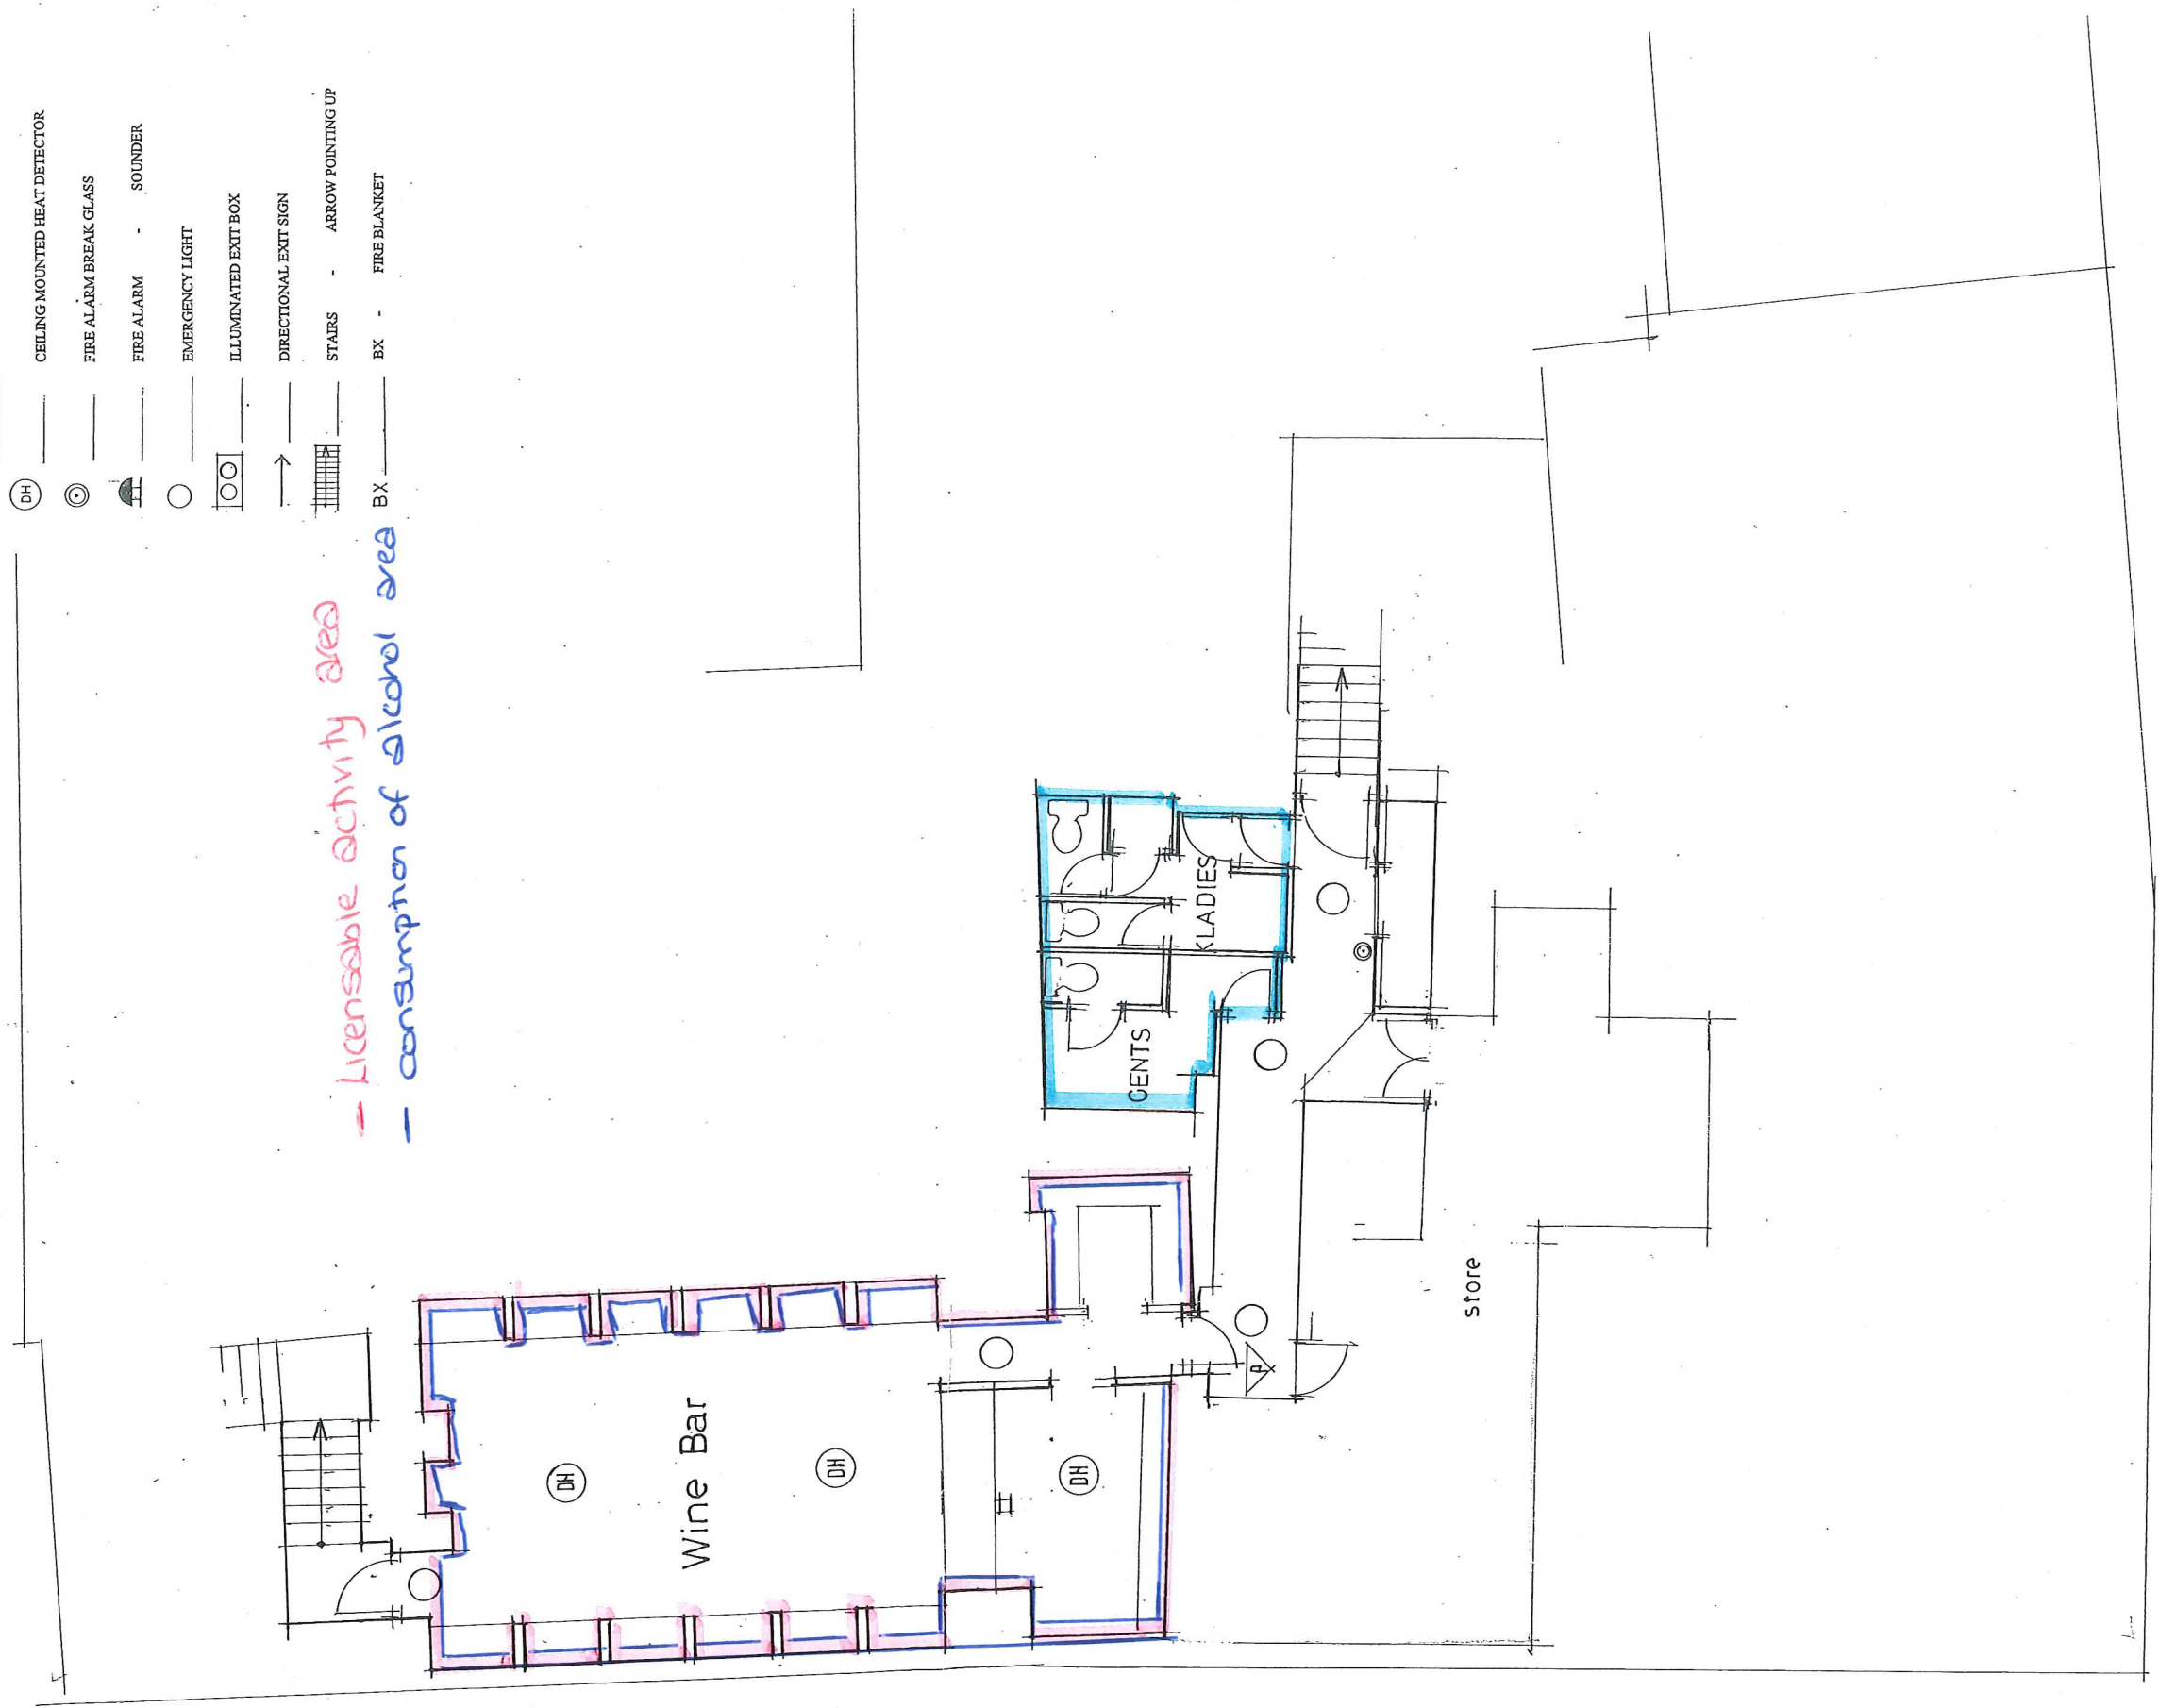 DH CEILING MOUNTED HEAT DETECTOR
FIRE ALARM BREAK GLASS
FIRE ALARM - SOUNDER
EMERGENCY LIGHT
ILLUMINATED EXIT BOX
DIRECTIONAL EXIT SIGN
STAIRS - ARROW POINTING UP
BX BX - FIRE BLANKET
- Licensable activity area
- consumption of alcohol area
DH
Wine Bar
DH
DH
GENTS
LADIES
store